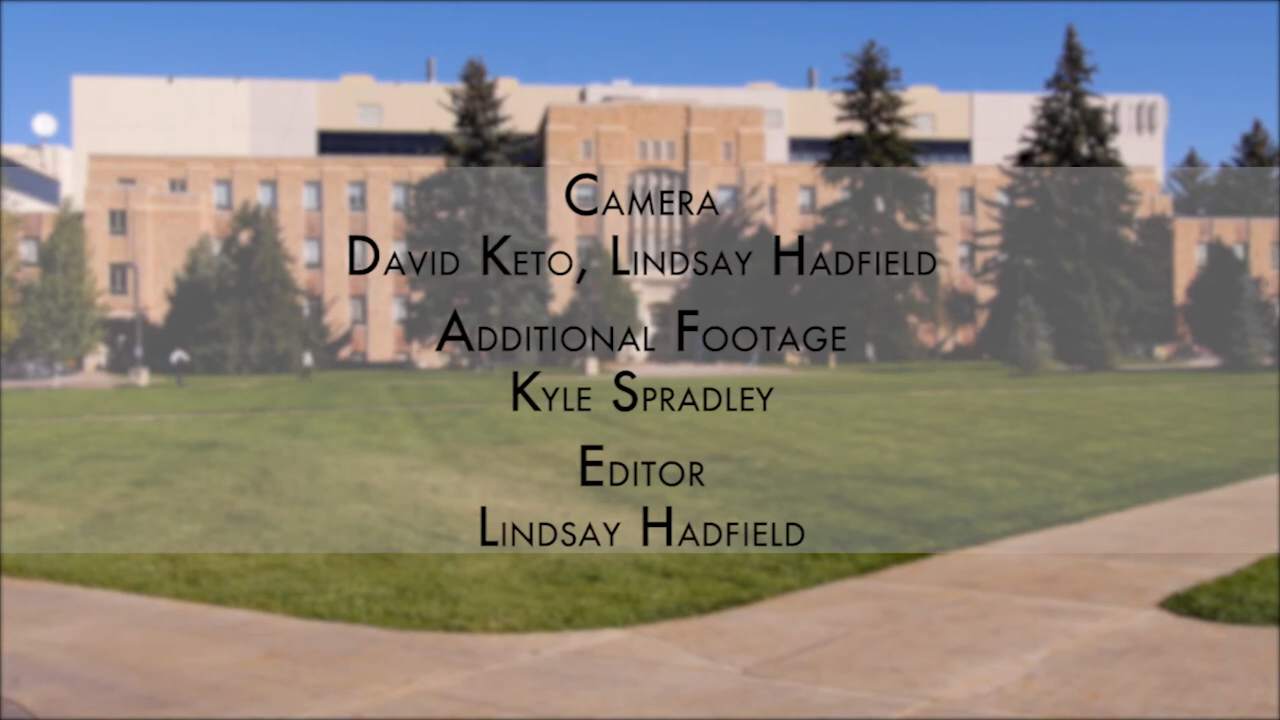 Camera
David Keto, Lindsay Hadfield
Additional Footage
Kyle Spradley
Editor
Lindsay Hadfield